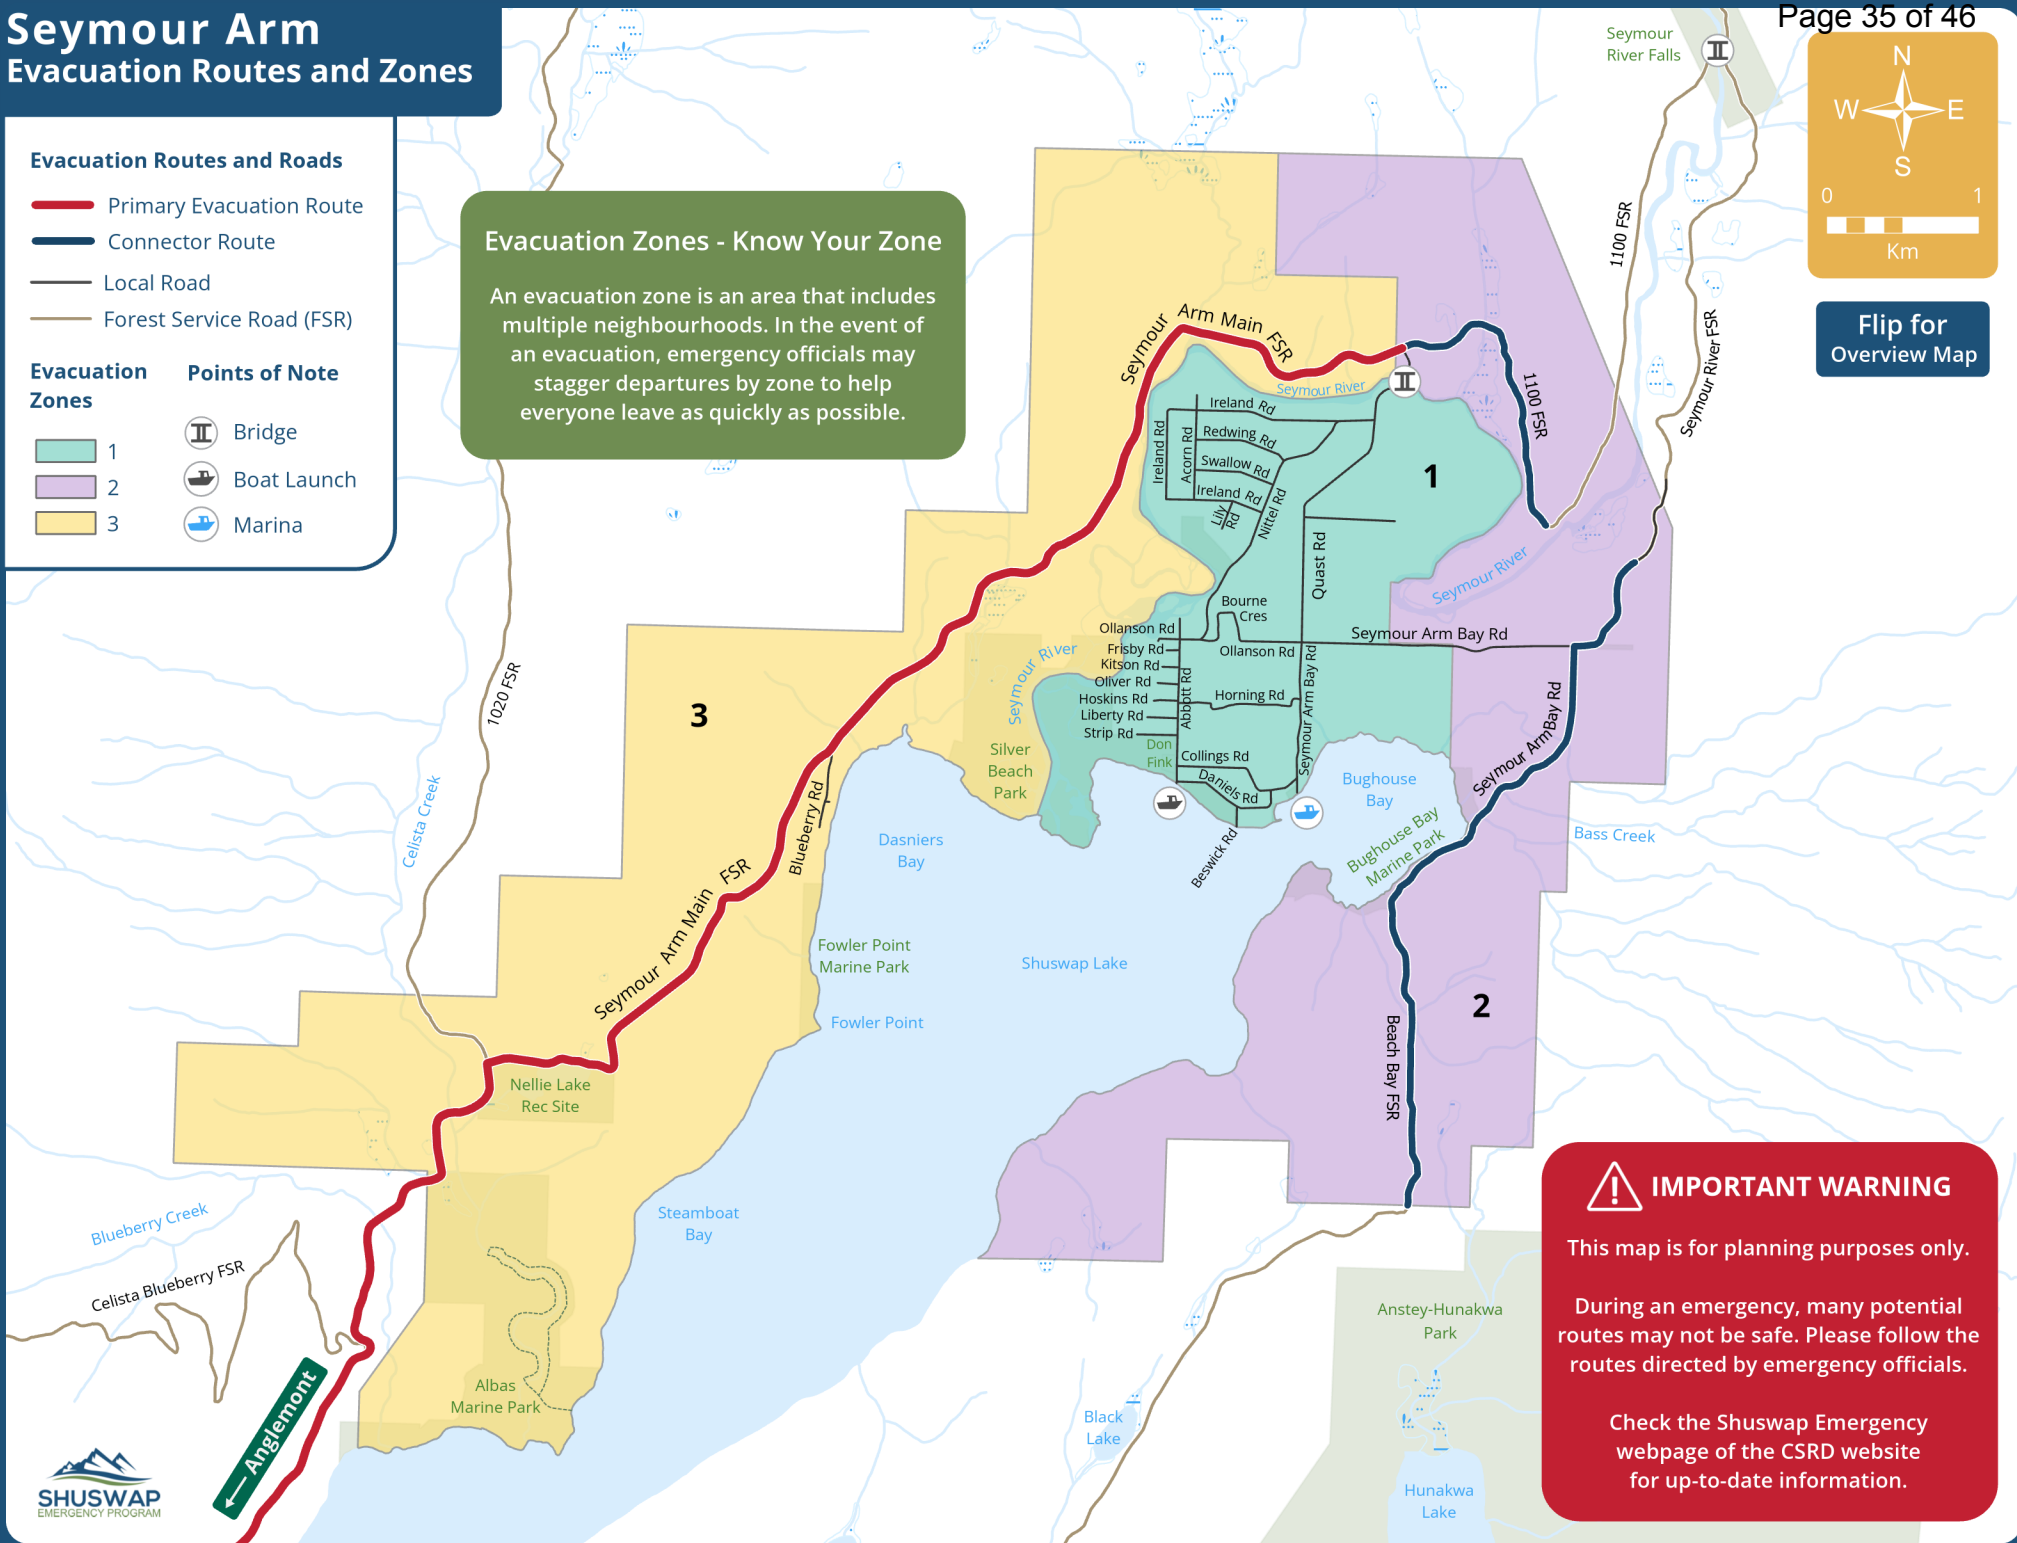 Page 35 of 46
Seymour Arm
Evacuation Routes and Zones
Evacuation Routes and Roads
Primary Evacuation Route
Connector Route
Local Road
Forest Service Road (FSR)
Evacuation
Zones
1
2
3
Points of Note
Bridge
Boat Launch
Marina
Evacuation Zones - Know Your Zone
An evacuation zone is an area that includes
multiple neighbourhoods. In the event of
an evacuation, emergency officials may
stagger departures by zone to help
everyone leave as quickly as possible.
Seymour
River Falls
N
W
E
S
0
1
Km
Flip for
Overview Map
1100 FSR
Seymour River FSR
Seymour Arm Main FSR
Seymour River
1100 FSR
Ireland Rd
Ireland Rd
Acorn Rd
Redwing Rd
Swallow Rd
Ireland Rd
Lily
Rd
Nittel Rd
1
Quast Rd
Seymour River
Bourne
Cres
Ollanson Rd
Seymour Arm Bay Rd
Frisby Rd
Ollanson Rd
Kitson Rd
Oliver Rd
Hoskins Rd
Abbott Rd
Horning Rd
Liberty Rd
Strip Rd
Seymour Arm Bay Rd
Seymour River
Don
Fink
Collings Rd
Daniels Rd
Beswick Rd
Silver
Beach
Park
Bughouse
Bay
Bughouse Bay
Marine Park
Seymour Arm Bay Rd
Bass Creek
1020 FSR
3
Celista Creek
Blueberry Rd
Dasniers
Bay
Seymour Arm Main FSR
Fowler Point
Marine Park
Shuswap Lake
Fowler Point
2
Beach Bay FSR
Nellie Lake
Rec Site
Blueberry Creek
Steamboat
Bay
Celista Blueberry FSR
Albas
Marine Park
Anglemont
Anstey-Hunakwa
Park
Black
Lake
Hunakwa
Lake
SHUSWAP
EMERGENCY PROGRAM
IMPORTANT WARNING
This map is for planning purposes only.
During an emergency, many potential
routes may not be safe. Please follow the
routes directed by emergency officials.
Check the Shuswap Emergency
webpage of the CSRD website
for up-to-date information.